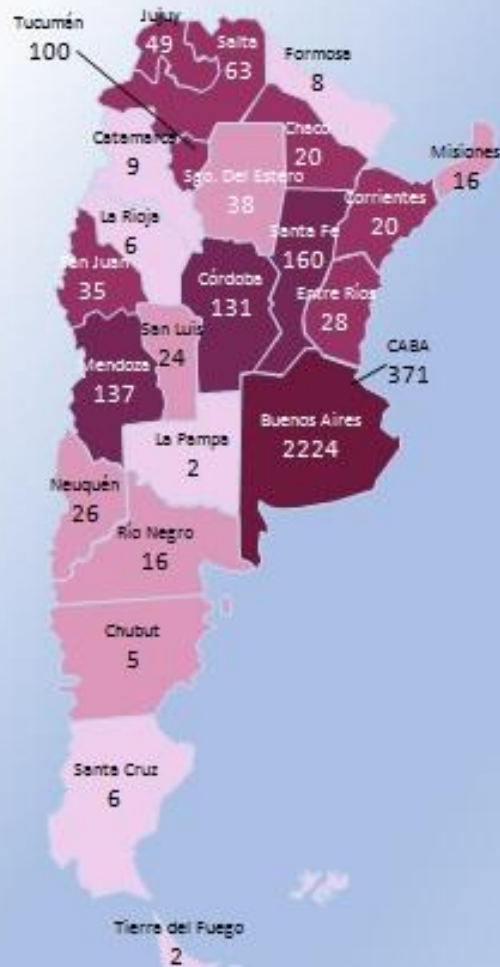 Jujuy
49
Tucumán
100
Salta
63
Formosa
8
Catamarca
9
Chaco
20
Misiones
16
Sgo. Del Estero
38
Corrientes
20
La Rioja
6
Santa Fe
160
San Juan
35
Córdoba
131
Entre Ríos
28
San Luis
24
CABA
371
Mendoza
137
Buenos Aires
2224
La Pampa
2
Neuquén
26
Río Negro
16
Chubut
5
Santa Cruz
6
Tierra del Fuego
2